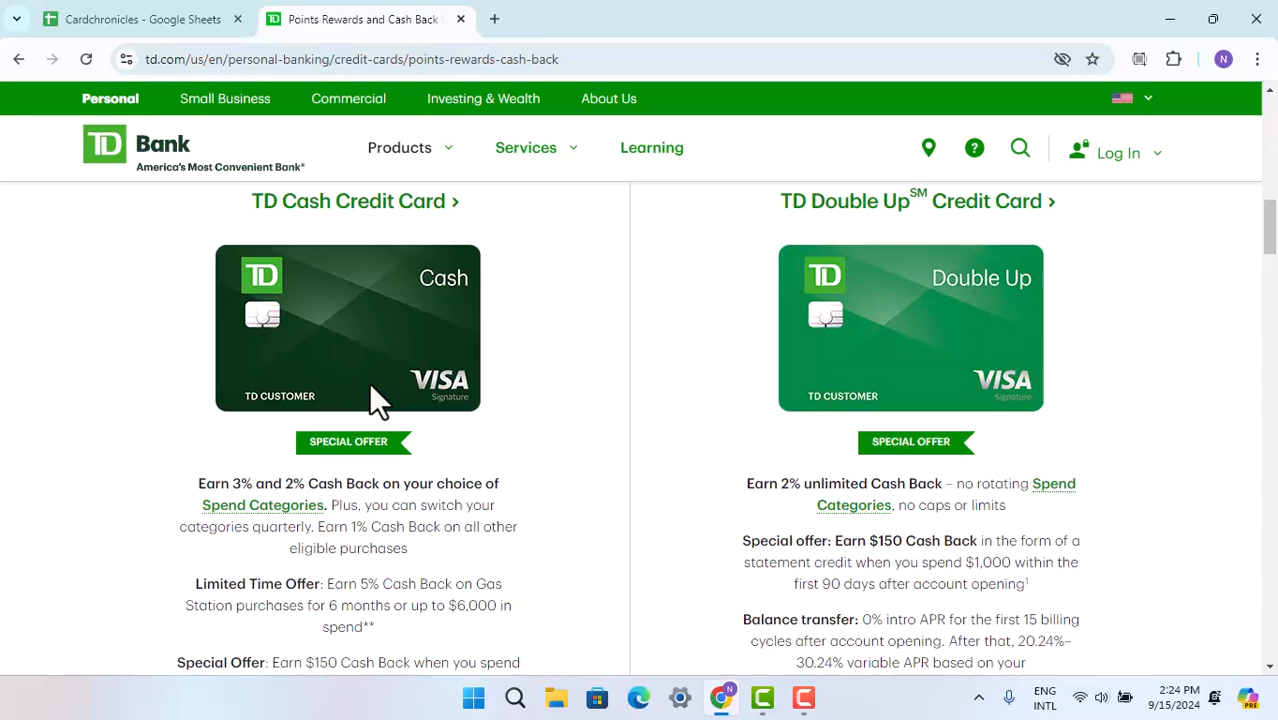 Cardchronicles - Google Sheets
Points Rewards and Cash Back
td.com/us/en/personal-banking/credit-cards/points-rewards-cash-back
N
Personal Small Business Commercial Investing & Wealth About Us
TD Bank
America's Most Convenient Bank®
Products Services Learning
? Log In
TD Cash Credit Card >
TD Cash
TD CUSTOMER VISA
Signature
SPECIAL OFFER
Earn 3% and 2% Cash Back on your choice of
Spend Categories. Plus, you can switch your
categories quarterly. Earn 1% Cash Back on all other
eligible purchases
Limited Time Offer: Earn 5% Cash Back on Gas
Station purchases for 6 months or up to $6,000 in
spend**
Special Offer: Earn $150 Cash Back when you spend
TD Double Up℠ Credit Card >
TD Double Up
TD CUSTOMER VISA
Signature
SPECIAL OFFER
Earn 2% unlimited Cash Back – no rotating Spend
Categories, no caps or limits
Special offer: Earn $150 Cash Back in the form of a
statement credit when you spend $1,000 within the
first 90 days after account opening¹
Balance transfer: 0% intro APR for the first 15 billing
cycles after account opening. After that, 20.24%–
30.24% variable APR based on your
N
ENG
INTL
2:24 PM
9/15/2024
PRE